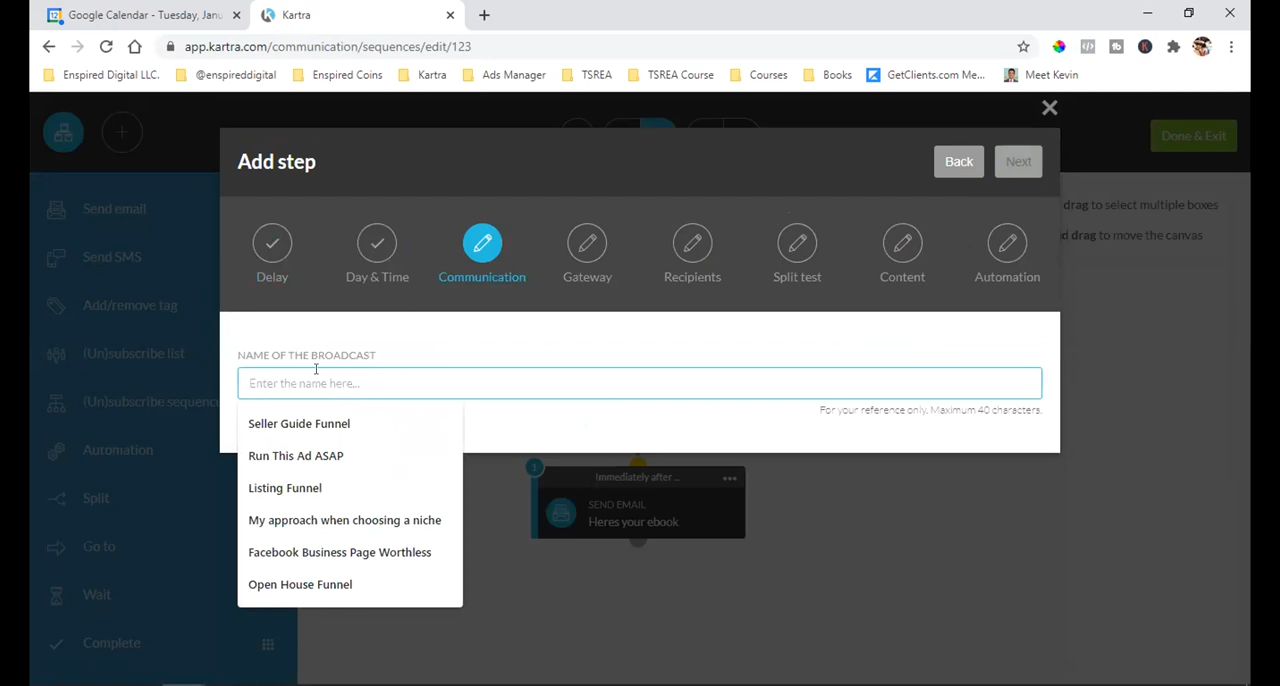 Google Calendar - Tuesday, Janu
Kartra
app.kartra.com/communication/sequences/edit/123
Enspired Digital LLC.
@enspireddigital
Enspired Coins
Kartra
Ads Manager
TSREA
TSREA Course
Courses
Books
GetClients.com Me...
Meet Kevin
Done & Exit
Add step
Back
Next
Delay
Day & Time
Communication
Gateway
Recipients
Split test
Content
Automation
Send email
Send SMS
Add/remove tag
(Un)subscribe list
(Un)subscribe sequenc
Automation
Split
Go to
Wait
Complete
drag to select multiple boxes
d drag to move the canvas
NAME OF THE BROADCAST
Enter the name here...
For your reference only. Maximum 40 characters.
Seller Guide Funnel
Run This Ad ASAP
Listing Funnel
My approach when choosing a niche
Facebook Business Page Worthless
Open House Funnel
1
Immediately after ...
SEND EMAIL
Heres your ebook